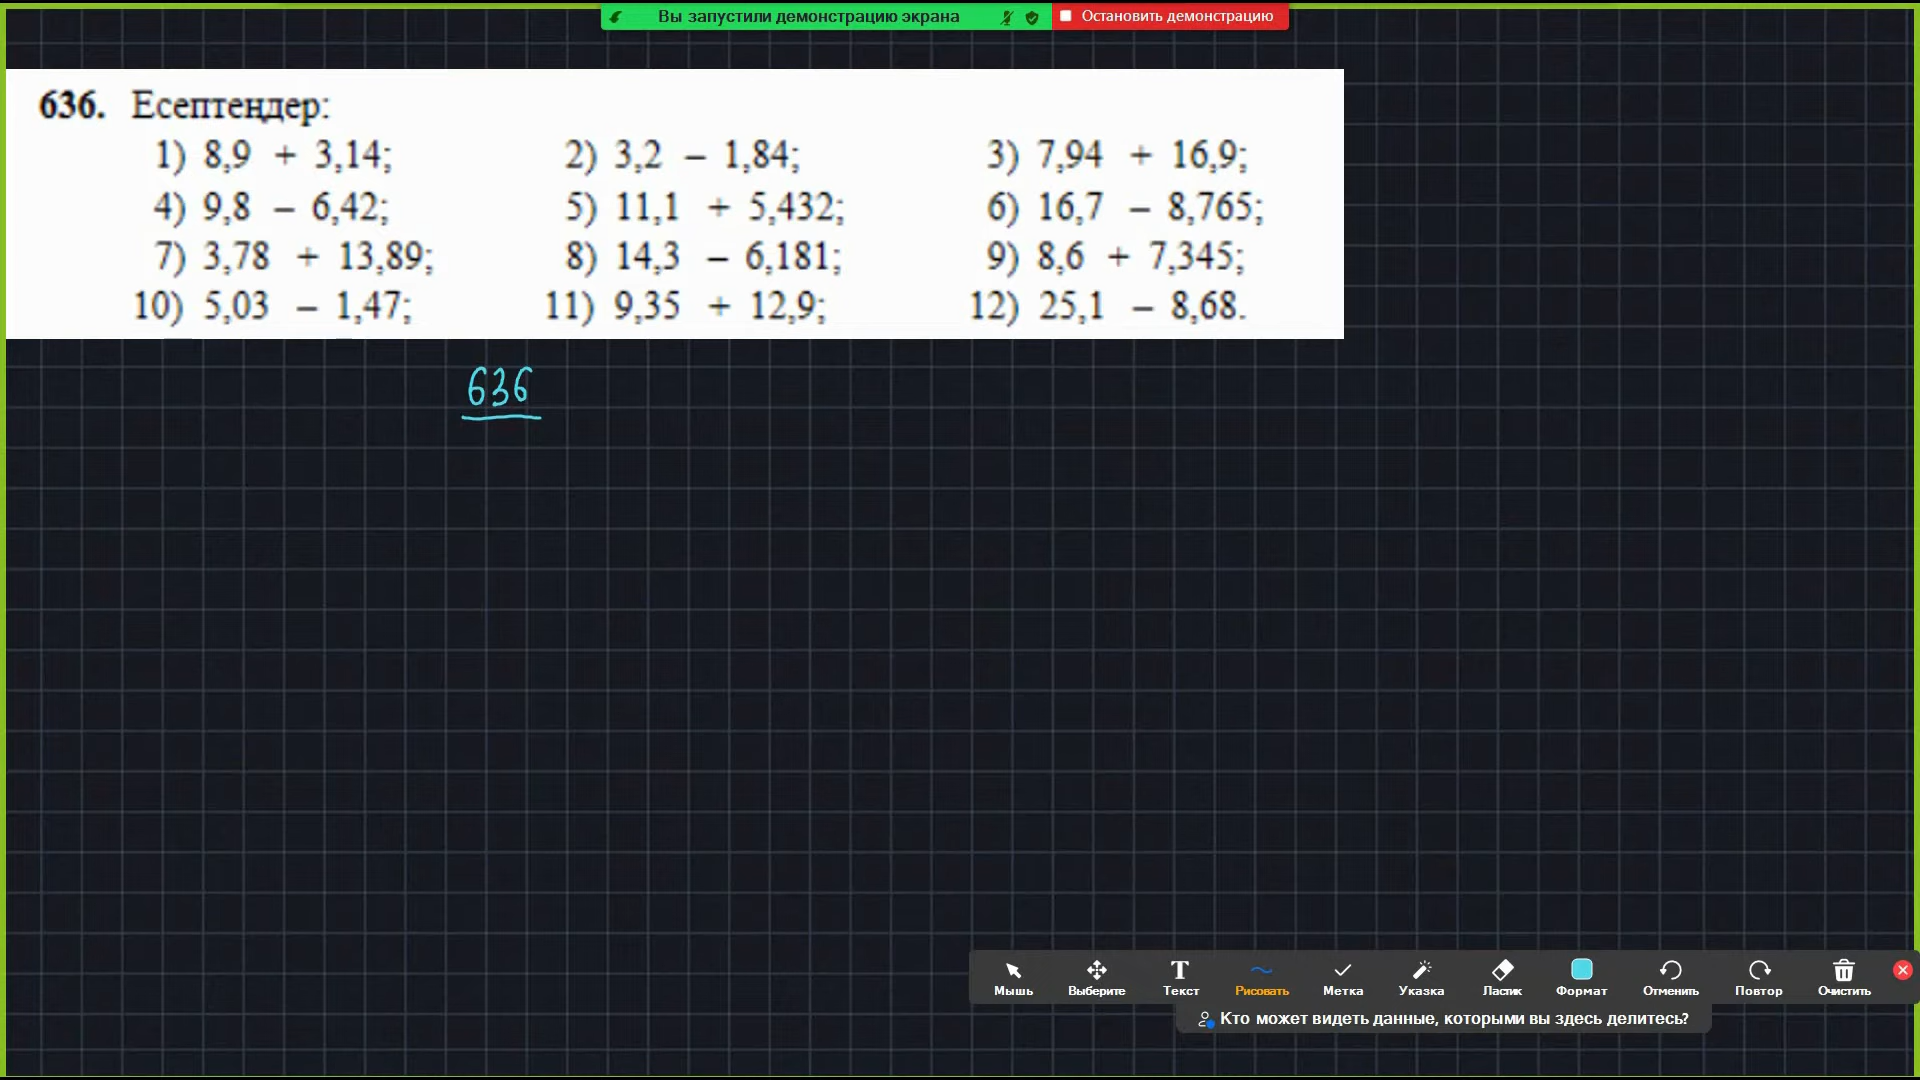 Вы запустили демонстрацию экрана Остановить демонстрацию
636. Есептеңдер:
1) 8,9 + 3,14; 2) 3,2 – 1,84; 3) 7,94 + 16,9;
4) 9,8 – 6,42; 5) 11,1 + 5,432; 6) 16,7 – 8,765;
7) 3,78 + 13,89; 8) 14,3 – 6,181; 9) 8,6 + 7,345;
10) 5,03 – 1,47; 11) 9,35 + 12,9; 12) 25,1 – 8,68.
636
Мышь Выберите Текст Рисовать Метка Указка Ластик Формат Отменить Повтор Очистить
Кто может видеть данные, которыми вы здесь делитесь?